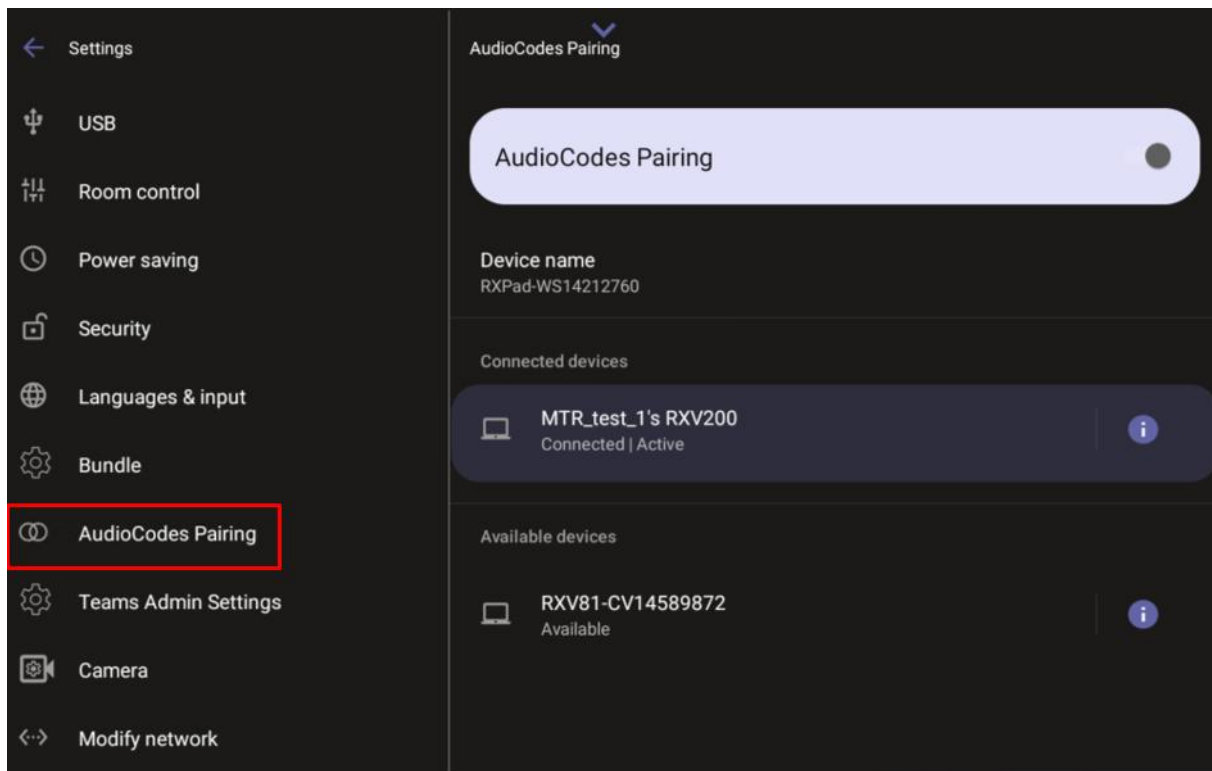 Settings
USB
Room control
Power saving
Security
Languages & input
Bundle
AudioCodes Pairing
Teams Admin Settings
Camera
Modify network
AudioCodes Pairing
AudioCodes Pairing
Device name
RXPad-WS14212760
Connected devices
MTR_test_1's RXV200
Connected | Active
Available devices
RXV81-CV14589872
Available